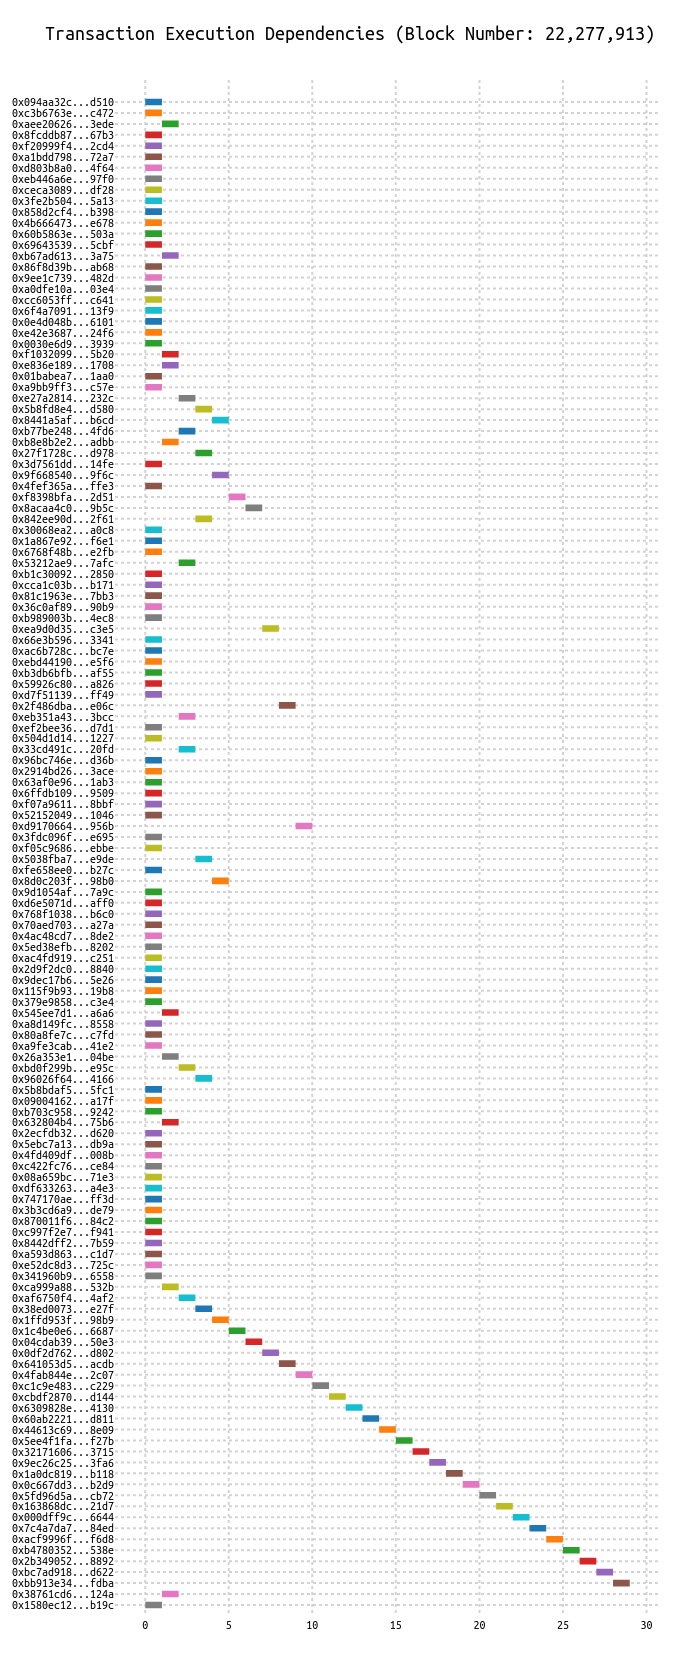 Transaction Execution Dependencies (Block Number: 22,277,913)
0x094aa32c...d510
0xc3b6763e...c472
0xaee20626...3ede
0x8fcddb87...67b3
0xf20999f4...2cd4
0xa1bdd798...72a7
0xd803b8a0...4f64
0xeb446a6e...97f0
0xceca3089...df28
0x3fe2b504...5a13
0x858d2cf4...b398
0x4b666473...e678
0x60b5863e...503a
0x69643539...5cbf
0xb67ad613...3a75
0x86f8d39b...ab68
0x9ee1c739...482d
0xa0dfe10a...03e4
0xcc6053ff...c641
0x6f4a7091...13f9
0x0e4d048b...6101
0xe42e3687...24f6
0x0030e6d9...3939
0xf1032099...5b20
0xe836e189...1708
0x01babea7...1aa0
0xa9bb9ff3...c57e
0xe27a2814...232c
0x5b8fd8e4...d580
0x8441a5af...b6cd
0xb77be248...4fd6
0xb8e8b2e2...adbb
0x27f1728c...d978
0x3d7561dd...14fe
0x9f668540...9f6c
0x4fef365a...ffe3
0xf8398bfa...2d51
0x8acaa4c0...9b5c
0x842ee90d...2f61
0x30068ea2...a0c8
0x1a867e92...f6e1
0x6768f48b...e2fb
0x53212ae9...7afc
0xb1c30092...2850
0xcca1c03b...b171
0x81c1963e...7bb3
0x36c0af89...90b9
0xb989003b...4ec8
0xea9d0d35...c3e5
0x66e3b596...3341
0xac6b728c...bc7e
0xebd44190...e5f6
0xb3db6bfb...af55
0x59926c80...a826
0xd7f51139...ff49
0x2f486dba...e06c
0xeb351a43...3bcc
0xef2bee36...d7d1
0x504d1d14...1227
0x33cd491c...20fd
0x96bc746e...d36b
0x2914bd26...3ace
0x63af0e96...1ab3
0x6ffdb109...9509
0xf07a9611...8bbf
0x52152049...1046
0xd9170664...956b
0x3fdc096f...e695
0xf05c9686...ebbe
0x5038fba7...e9de
0xfe658ee0...b27c
0x8d0c203f...98b0
0x9d1054af...7a9c
0xd6e5071d...aff0
0x768f1038...b6c0
0x70aed703...a27a
0x4ac48cd7...8de2
0x5ed38efb...8202
0xac4fd919...c251
0x2d9f2dc0...8840
0x9dec17b6...5e26
0x115f9b93...19b8
0x379e9858...c3e4
0x545ee7d1...a6a6
0xa8d149fc...8558
0x80a8fe7c...c7fd
0xa9fe3cab...41e2
0x26a353e1...04be
0xbd0f299b...e95c
0x96026f64...4166
0x5b8bdaf5...5fc1
0x09004162...a17f
0xb703c958...9242
0x632804b4...75b6
0x2ecfdb32...d620
0x5ebc7a13...db9a
0x4fd409df...008b
0xc422fc76...ce84
0x08a659bc...71e3
0xdf633263...a4e3
0x747170ae...ff3d
0x3b3cd6a9...de79
0x870011f6...84c2
0xc997f2e7...f941
0x8442dff2...7b59
0xa593d863...c1d7
0xe52dc8d3...725c
0x341960b9...6558
0xca999a88...532b
0xaf6750f4...4af2
0x38ed0073...e27f
0x1ffd953f...98b9
0x1c4be0e6...6687
0x04cdab39...50e3
0x0df2d762...d802
0x641053d5...acdb
0x4fab844e...2c07
0xc1c9e483...c229
0xcbdf2870...d144
0x6309828e...4130
0x60ab2221...d811
0x44613c69...8e09
0x5ee4f1fa...f27b
0x32171606...3715
0x9ec26c25...3fa6
0x1a0dc819...b118
0x0c667dd3...b2d9
0x5fd96d5a...cb72
0x163868dc...21d7
0x000dff9c...6644
0x7c4a7da7...84ed
0xacf9996f...f6d8
0xb4780352...538e
0x2b349052...8892
0xbc7ad918...d622
0xbb913e34...fdba
0x38761cd6...124a
0x1580ec12...b19c
0 5 10 15 20 25 30